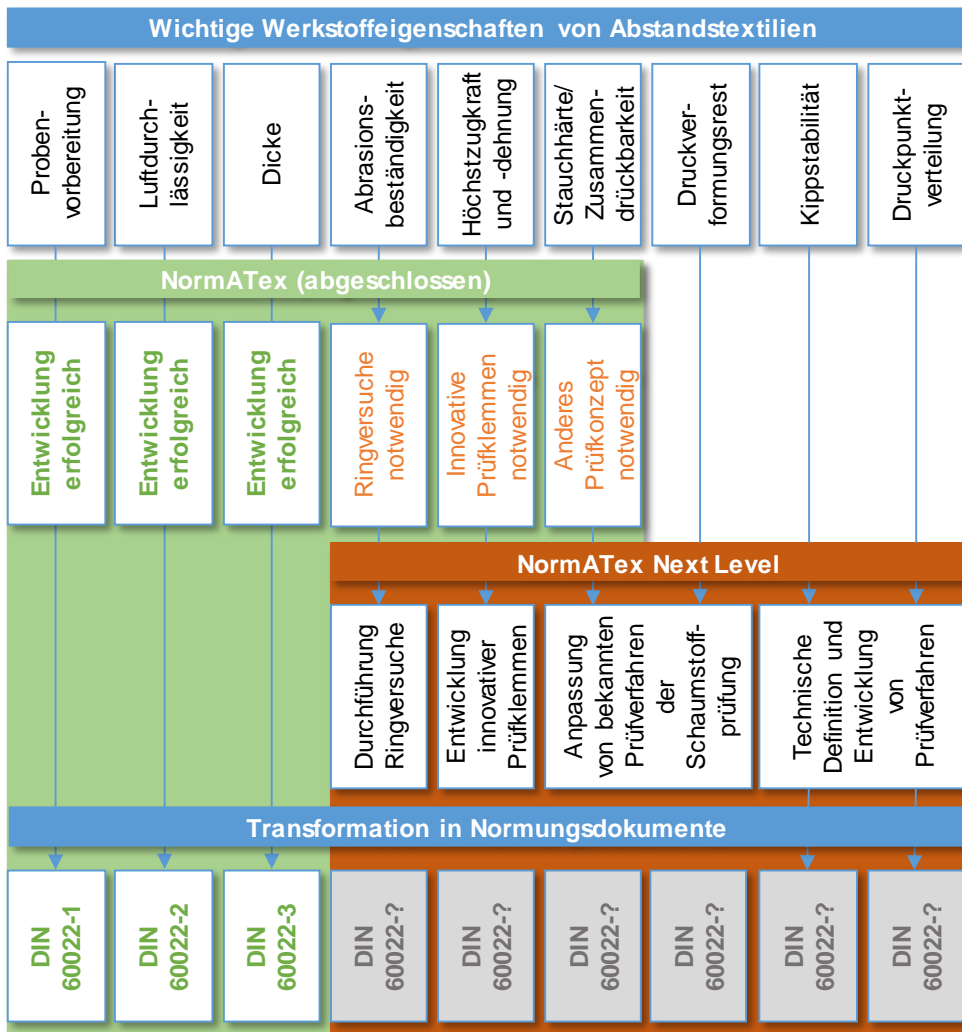 Wichtige Werkstoffeigenschaften von Abstandstextilien
Proben-
vorbereitung
Luftdurch-
lässigkeit
Dicke
Abrasions-
beständigkeit
Höchstzugkraft
und -dehnung
Stauchhärte/
Zusammen-
drückbarkeit
Druckver-
formungsrest
Kippstabilität
Druckpunkt-
verteilung
NormATex (abgeschlossen)
Entwicklung
erfolgreich
Entwicklung
erfolgreich
Entwicklung
erfolgreich
Ringversuche
notwendig
Innovative
Prüfklemmen
notwendig
Anderes
Prüfkonzept
notwendig
NormATex Next Level
Durchführung
Ringversuche
Entwicklung
innovativer
Prüfklemmen
Anpassung
von bekannten
Prüfverfahren
der
Schaumstoff-
prüfung
Technische
Definition und
Entwicklung
von
Prüfverfahren
Transformation in Normungsdokumente
DIN
60022-1
DIN
60022-2
DIN
60022-3
DIN
60022-?
DIN
60022-?
DIN
60022-?
DIN
60022-?
DIN
60022-?
DIN
60022-?